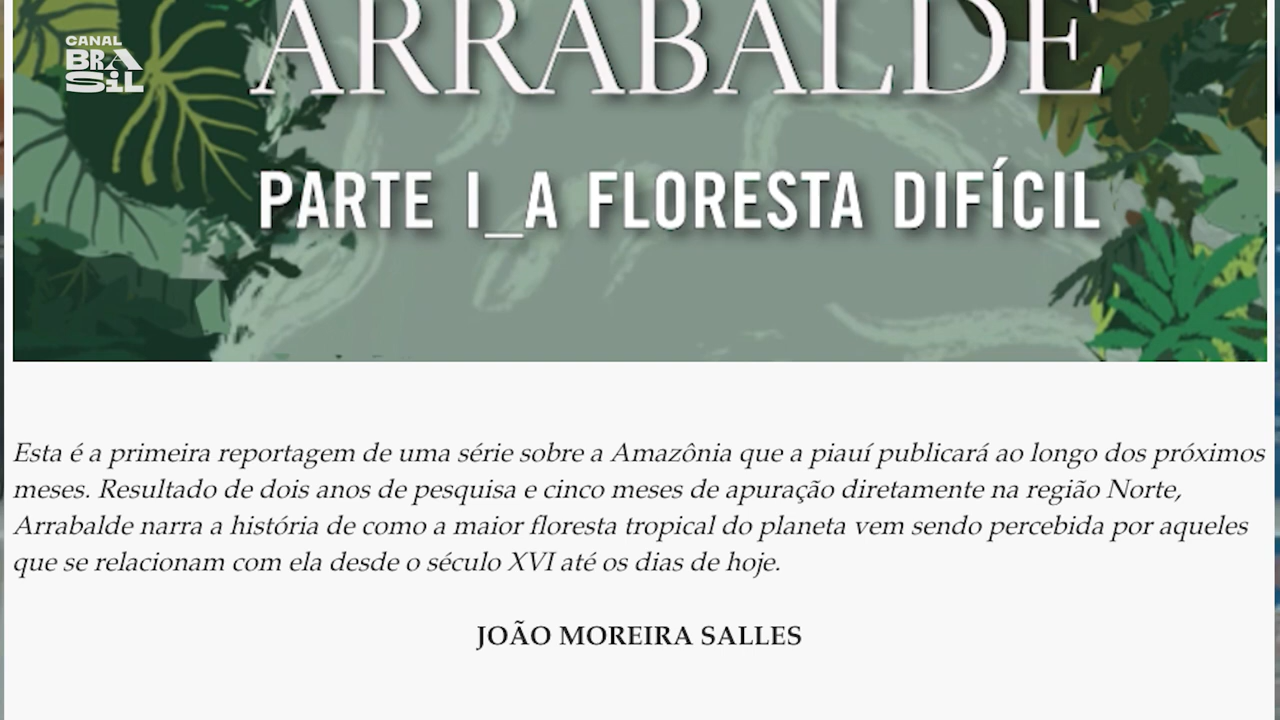 CANAL
BRA
SIL
ARRABALDE
PARTE I_A FLORESTA DIFÍCIL
Esta é a primeira reportagem de uma série sobre a Amazônia que a piauí publicará ao longo dos próximos
meses. Resultado de dois anos de pesquisa e cinco meses de apuração diretamente na região Norte,
Arrabalde narra a história de como a maior floresta tropical do planeta vem sendo percebida por aqueles
que se relacionam com ela desde o século XVI até os dias de hoje.
JOÃO MOREIRA SALLES